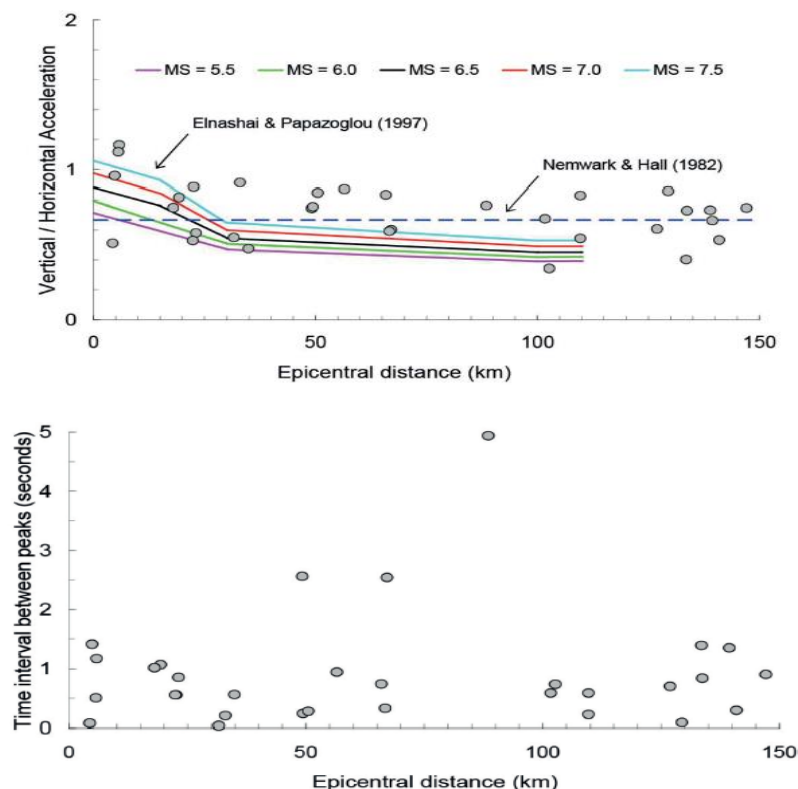 2
MS = 5.5 MS = 6.0 MS = 6.5 MS = 7.0 MS = 7.5
Elnashai & Papazoglou (1997)
Nemwark & Hall (1982)
1
0
Vertical / Horizontal Acceleration
0 50 100 150
Epicentral distance (km)
5
4
3
2
1
0
Time interval between peaks (seconds)
0 50 100 150
Epicentral distance (km)